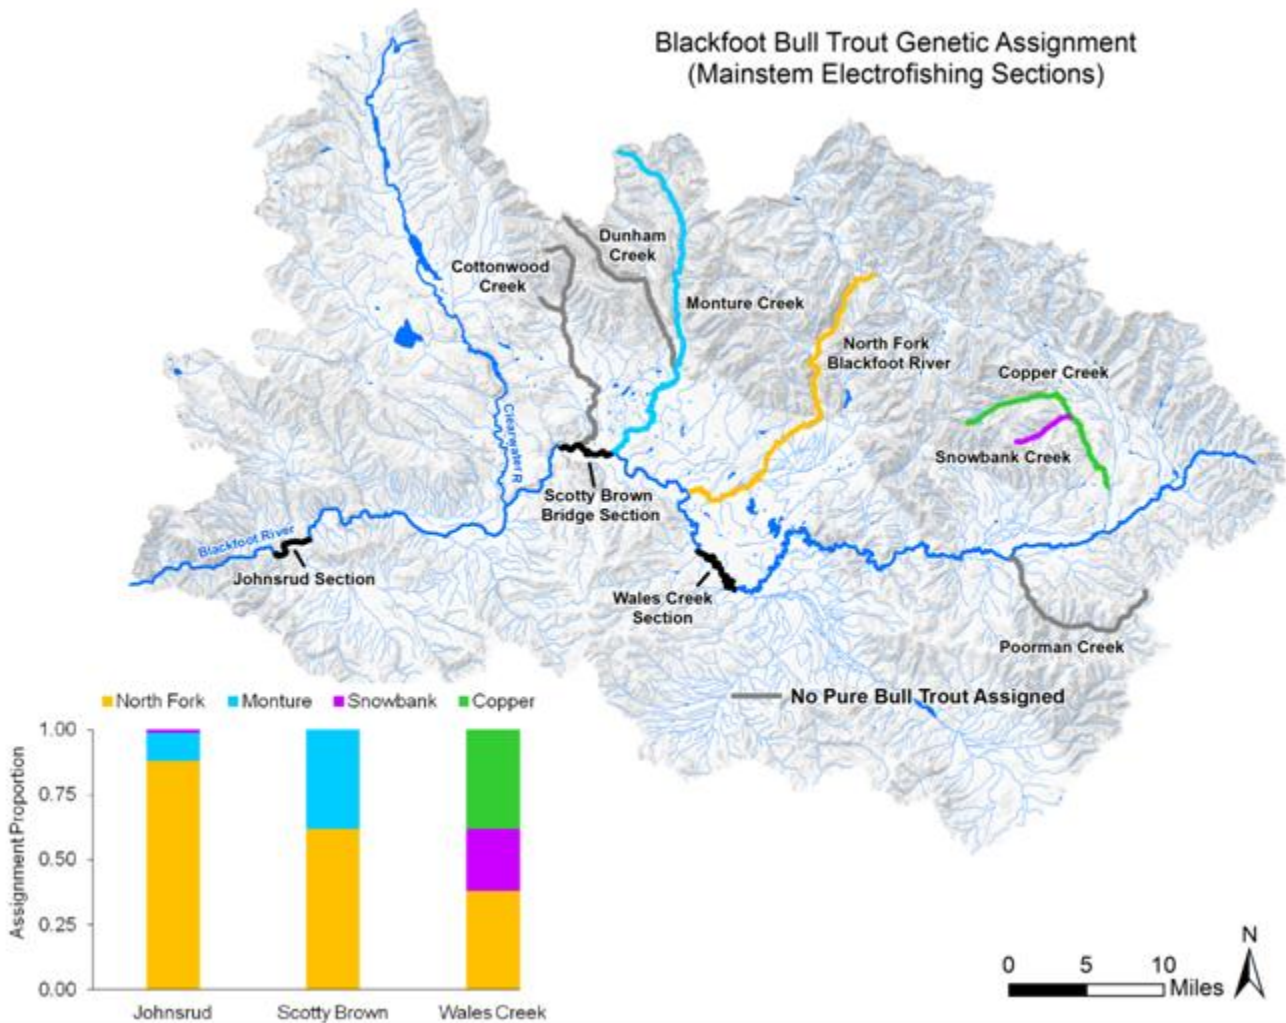 Blackfoot Bull Trout Genetic Assignment
(Mainstem Electrofishing Sections)
Dunham
Creek
Cottonwood
Creek
Monture Creek
North Fork
Blackfoot River
Copper Creek
Snowbank Creek
Clearwater R
Scotty Brown
Bridge Section
Blackfoot River
Johnsrud Section
Wales Creek
Section
Poorman Creek
No Pure Bull Trout Assigned
North Fork Monture Snowbank Copper
Assignment Proportion
1.00
0.75
0.50
0.25
0.00
Johnsrud Scotty Brown Wales Creek
N
0 5 10
Miles